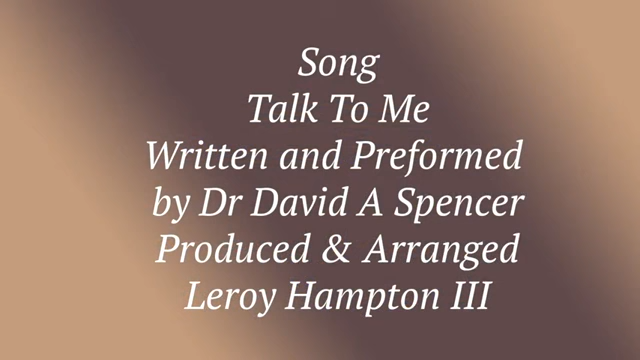 Song
Talk To Me
Written and Preformed
by Dr David A Spencer
Produced & Arranged
Leroy Hampton III